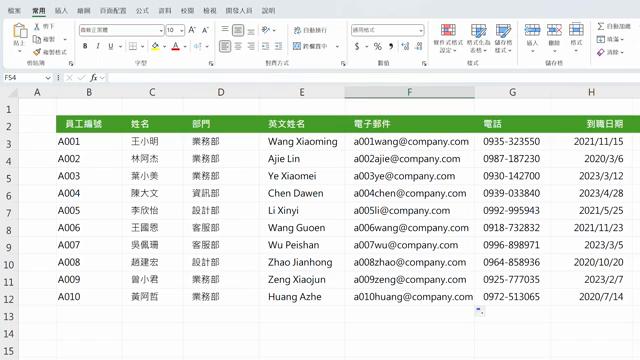 檔案 常用 插入 繪圖 頁面配置 公式 資料 校閱 檢視 開發人員 說明
貼上 剪下 複製 複製格式 剪貼簿
10 B I U 字型
自動換行 跨欄置中 對齊方式
通用格式 $ % 數值
條件式格式設定 格式化為表格 儲存格樣式 樣式
插入 刪除 格式 儲存格
自動加總 填滿 清除
F54 fx
A B C D E F G H
1
2 員工編號 姓名 部門 英文姓名 電子郵件 電話 到職日期
3 A001 王小明 業務部 Wang Xiaoming a001wang@company.com 0935-323550 2021/11/15
4 A002 林阿杰 業務部 Ajie Lin a002ajie@company.com 0987-187230 2020/3/6
5 A003 葉小美 業務部 Ye Xiaomei a003ye@company.com 0930-142700 2023/3/12
6 A004 陳大文 資訊部 Chen Dawen a004chen@company.com 0939-033840 2023/4/28
7 A005 李欣怡 設計部 Li Xinyi a005li@company.com 0992-995943 2021/5/25
8 A006 王國恩 客服部 Wang Guoen a006wang@company.com 0918-732832 2021/11/23
9 A007 吳佩珊 客服部 Wu Peishan a007wu@company.com 0996-898971 2023/3/5
10 A008 趙建宏 設計部 Zhao Jianhong a008zhao@company.com 0964-858936 2020/10/20
11 A009 曾小君 業務部 Zeng Xiaojun a009zeng@company.com 0925-777035 2023/2/7
12 A010 黃阿哲 業務部 Huang Azhe a010huang@company.com 0972-513065 2020/7/14
13
14
15